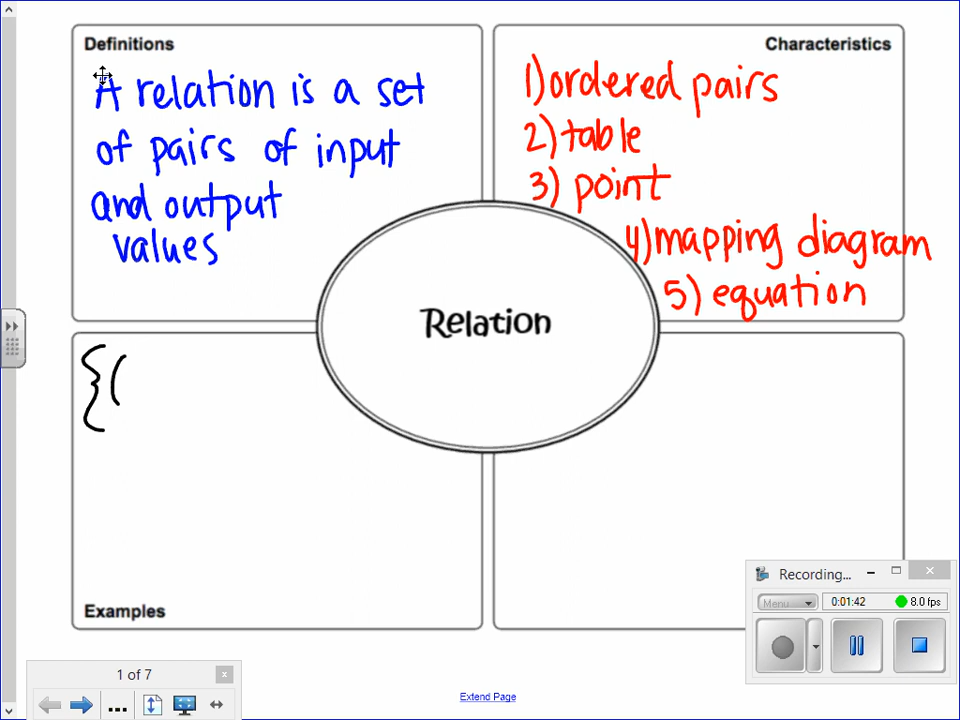 Definitions
A relation is a set
of pairs of input
and output
values
Characteristics
1) ordered pairs
2) table
3) point
4) mapping diagram
5) equation
Relation
{(
Examples
Recording...
Menu
0:01:42
8.0 fps
1 of 7
...
Extend Page